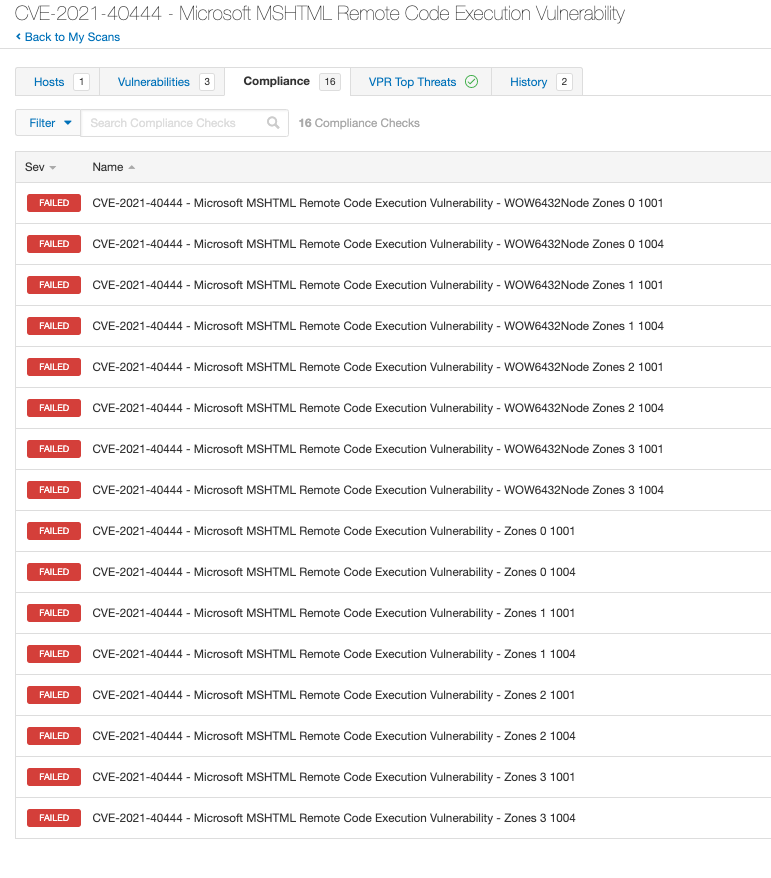 CVE-2021-40444 - Microsoft MSHTML Remote Code Execution Vulnerability
Back to My Scans
Hosts 1 Vulnerabilities 3 Compliance 16 VPR Top Threats History 2
Filter Search Compliance Checks 16 Compliance Checks
Sev Name
FAILED CVE-2021-40444 - Microsoft MSHTML Remote Code Execution Vulnerability - WOW6432Node Zones 0 1001
FAILED CVE-2021-40444 - Microsoft MSHTML Remote Code Execution Vulnerability - WOW6432Node Zones 0 1004
FAILED CVE-2021-40444 - Microsoft MSHTML Remote Code Execution Vulnerability - WOW6432Node Zones 1 1001
FAILED CVE-2021-40444 - Microsoft MSHTML Remote Code Execution Vulnerability - WOW6432Node Zones 1 1004
FAILED CVE-2021-40444 - Microsoft MSHTML Remote Code Execution Vulnerability - WOW6432Node Zones 2 1001
FAILED CVE-2021-40444 - Microsoft MSHTML Remote Code Execution Vulnerability - WOW6432Node Zones 2 1004
FAILED CVE-2021-40444 - Microsoft MSHTML Remote Code Execution Vulnerability - WOW6432Node Zones 3 1001
FAILED CVE-2021-40444 - Microsoft MSHTML Remote Code Execution Vulnerability - WOW6432Node Zones 3 1004
FAILED CVE-2021-40444 - Microsoft MSHTML Remote Code Execution Vulnerability - Zones 0 1001
FAILED CVE-2021-40444 - Microsoft MSHTML Remote Code Execution Vulnerability - Zones 0 1004
FAILED CVE-2021-40444 - Microsoft MSHTML Remote Code Execution Vulnerability - Zones 1 1001
FAILED CVE-2021-40444 - Microsoft MSHTML Remote Code Execution Vulnerability - Zones 1 1004
FAILED CVE-2021-40444 - Microsoft MSHTML Remote Code Execution Vulnerability - Zones 2 1001
FAILED CVE-2021-40444 - Microsoft MSHTML Remote Code Execution Vulnerability - Zones 2 1004
FAILED CVE-2021-40444 - Microsoft MSHTML Remote Code Execution Vulnerability - Zones 3 1001
FAILED CVE-2021-40444 - Microsoft MSHTML Remote Code Execution Vulnerability - Zones 3 1004